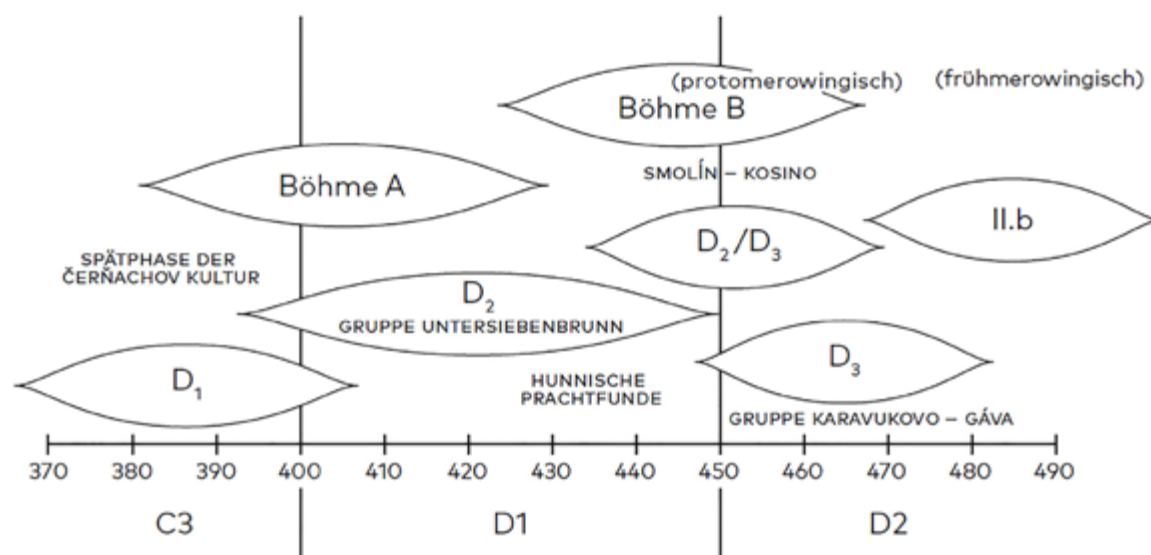 (protomerowingisch)
(frühmerowingisch)
Böhme B
SMOLÍN – KOSINO
Böhme A
II.b
D₂/D₃
SPÄTPHASE DER
ČERŇACHOV KULTUR
D₂
GRUPPE UNTERSIEBENBRUNN
D₃
D₁
HUNNISCHE
PRACHTFUNDE
GRUPPE KARAVUKOVO – GÁVA
370 380 390 400 410 420 430 440 450 460 470 480 490
C3 D1 D2